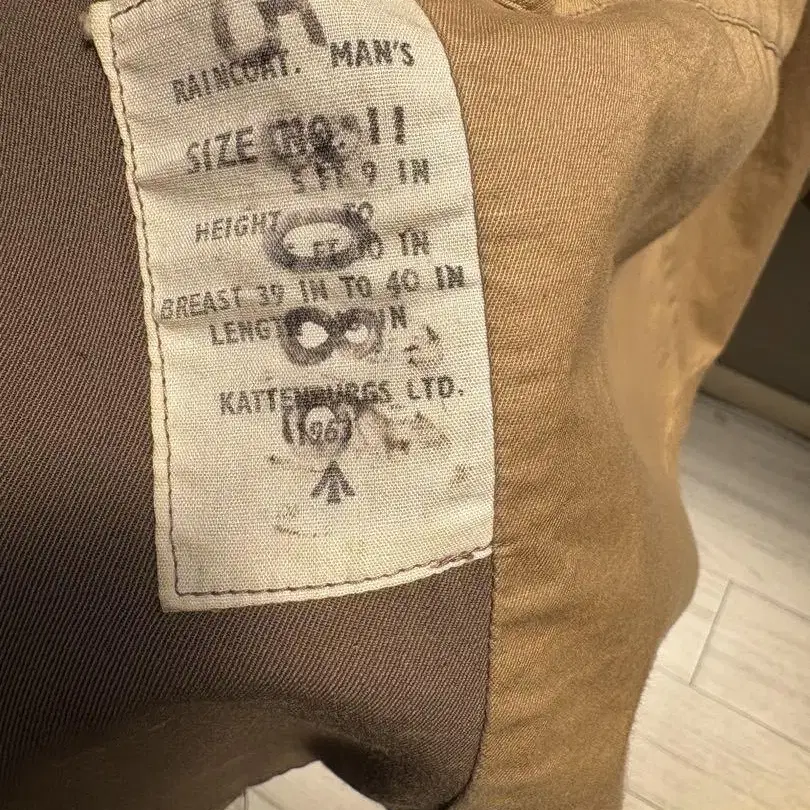 5
RAINCOAT. MAN'S
SIZE NO. 11
5 FT 9 IN
HEIGHT TO
FT 10 IN
BREAST 39 IN TO 40 IN
LENGTH IN
KATTENBURGS LTD.